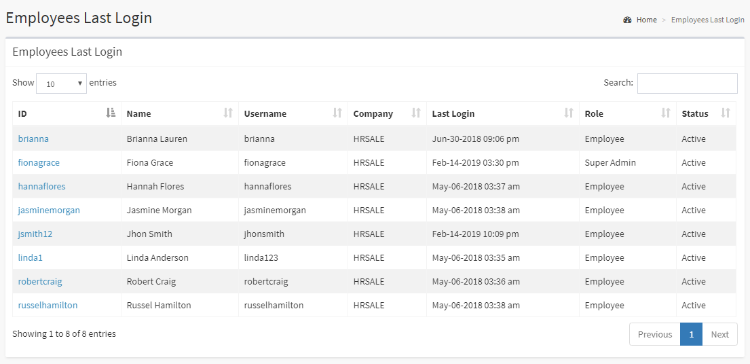 Employees Last Login
Home > Employees Last Login
Employees Last Login
Show 10 entries Search:
ID Name Username Company Last Login Role Status
brianna Brianna Lauren brianna HRSALE Jun-30-2018 09:06 pm Employee Active
fionagrace Fiona Grace fionagrace HRSALE Feb-14-2019 03:30 pm Super Admin Active
hannaflores Hannah Flores hannaflores HRSALE May-06-2018 03:37 am Employee Active
jasminemorgan Jasmine Morgan jasminemorgan HRSALE May-06-2018 03:38 am Employee Active
jsmith12 Jhon Smith jhonsmith HRSALE Feb-14-2019 10:09 pm Employee Active
linda1 Linda Anderson linda123 HRSALE May-06-2018 03:35 am Employee Active
robertcraig Robert Craig robertcraig HRSALE May-06-2018 03:36 am Employee Active
russelhamilton Russel Hamilton russelhamilton HRSALE May-06-2018 03:38 am Employee Active
Showing 1 to 8 of 8 entries Previous 1 Next